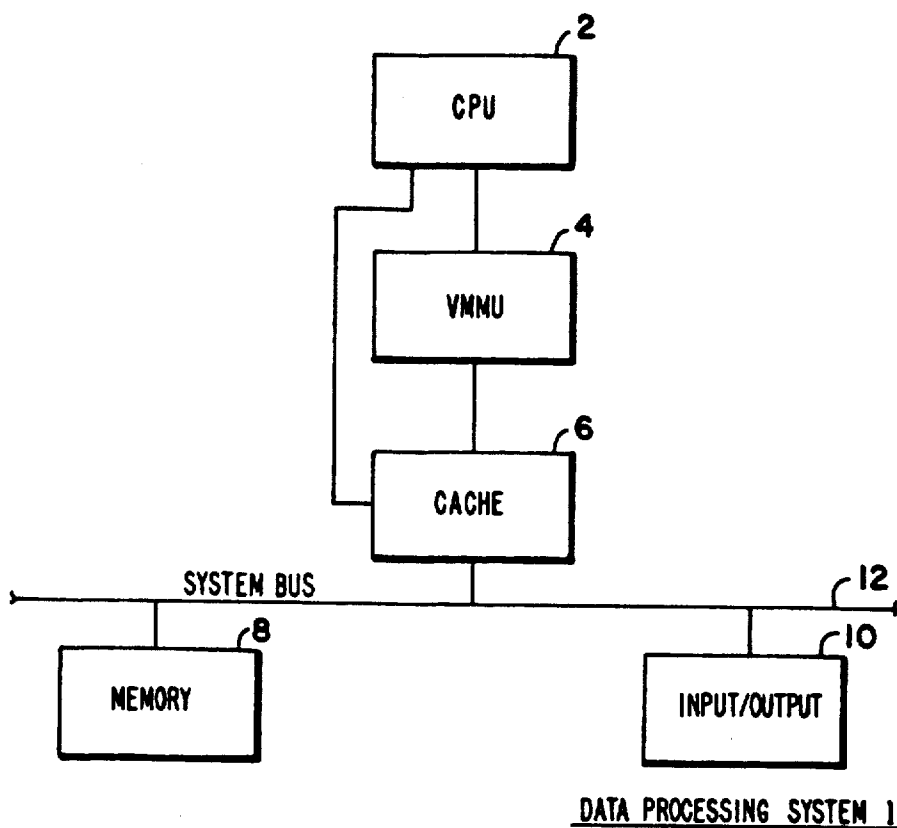 2
CPU
4
VMMU
6
CACHE
SYSTEM BUS
12
8
10
MEMORY
INPUT/OUTPUT
DATA PROCESSING SYSTEM 1